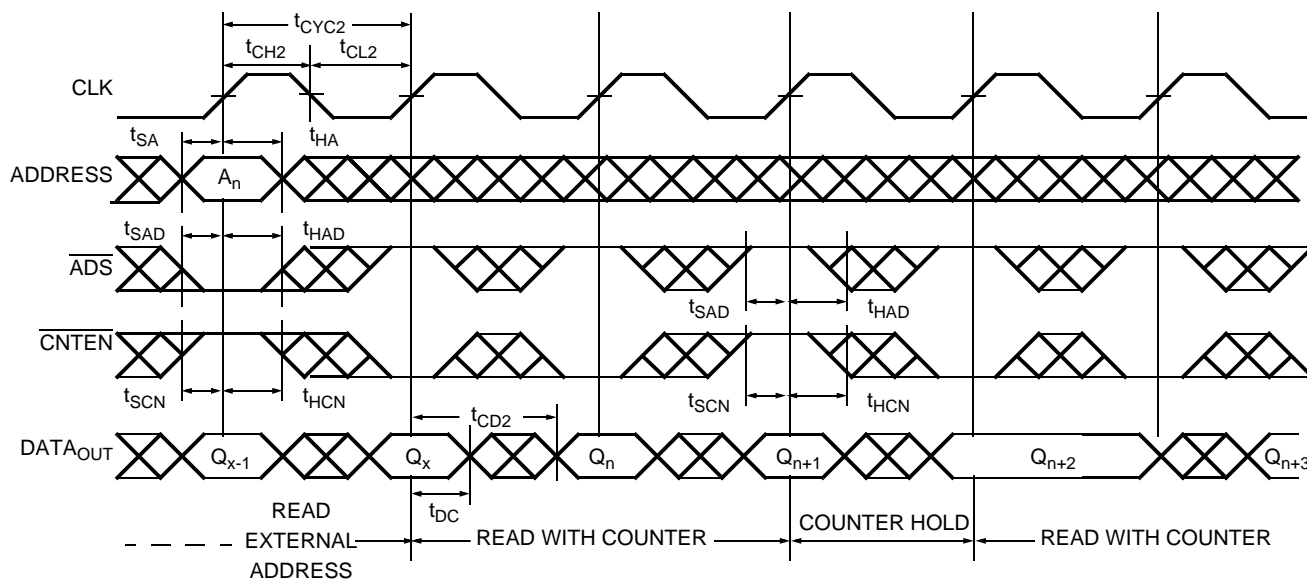 tCYC2
tCH2 tCL2
CLK
tSA tHA
ADDRESS An
tSAD tHAD
ADS
tSAD tHAD
CNTEN
tSCN tHCN tSCN tHCN
tCD2
DATAOUT Qx-1 Qx Qn Qn+1 Qn+2 Qn+3
tDC
READ
EXTERNAL
ADDRESS
READ WITH COUNTER
COUNTER HOLD
READ WITH COUNTER